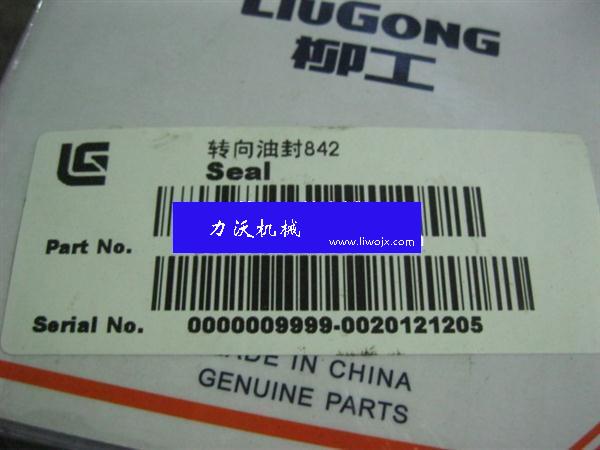 LIUGONG
柳工
转向油封842
Seal
力沃机械
www.liwojx.com
Part No.
Serial No. 0000009999-0020121205
MADE IN CHINA
GENUINE PARTS